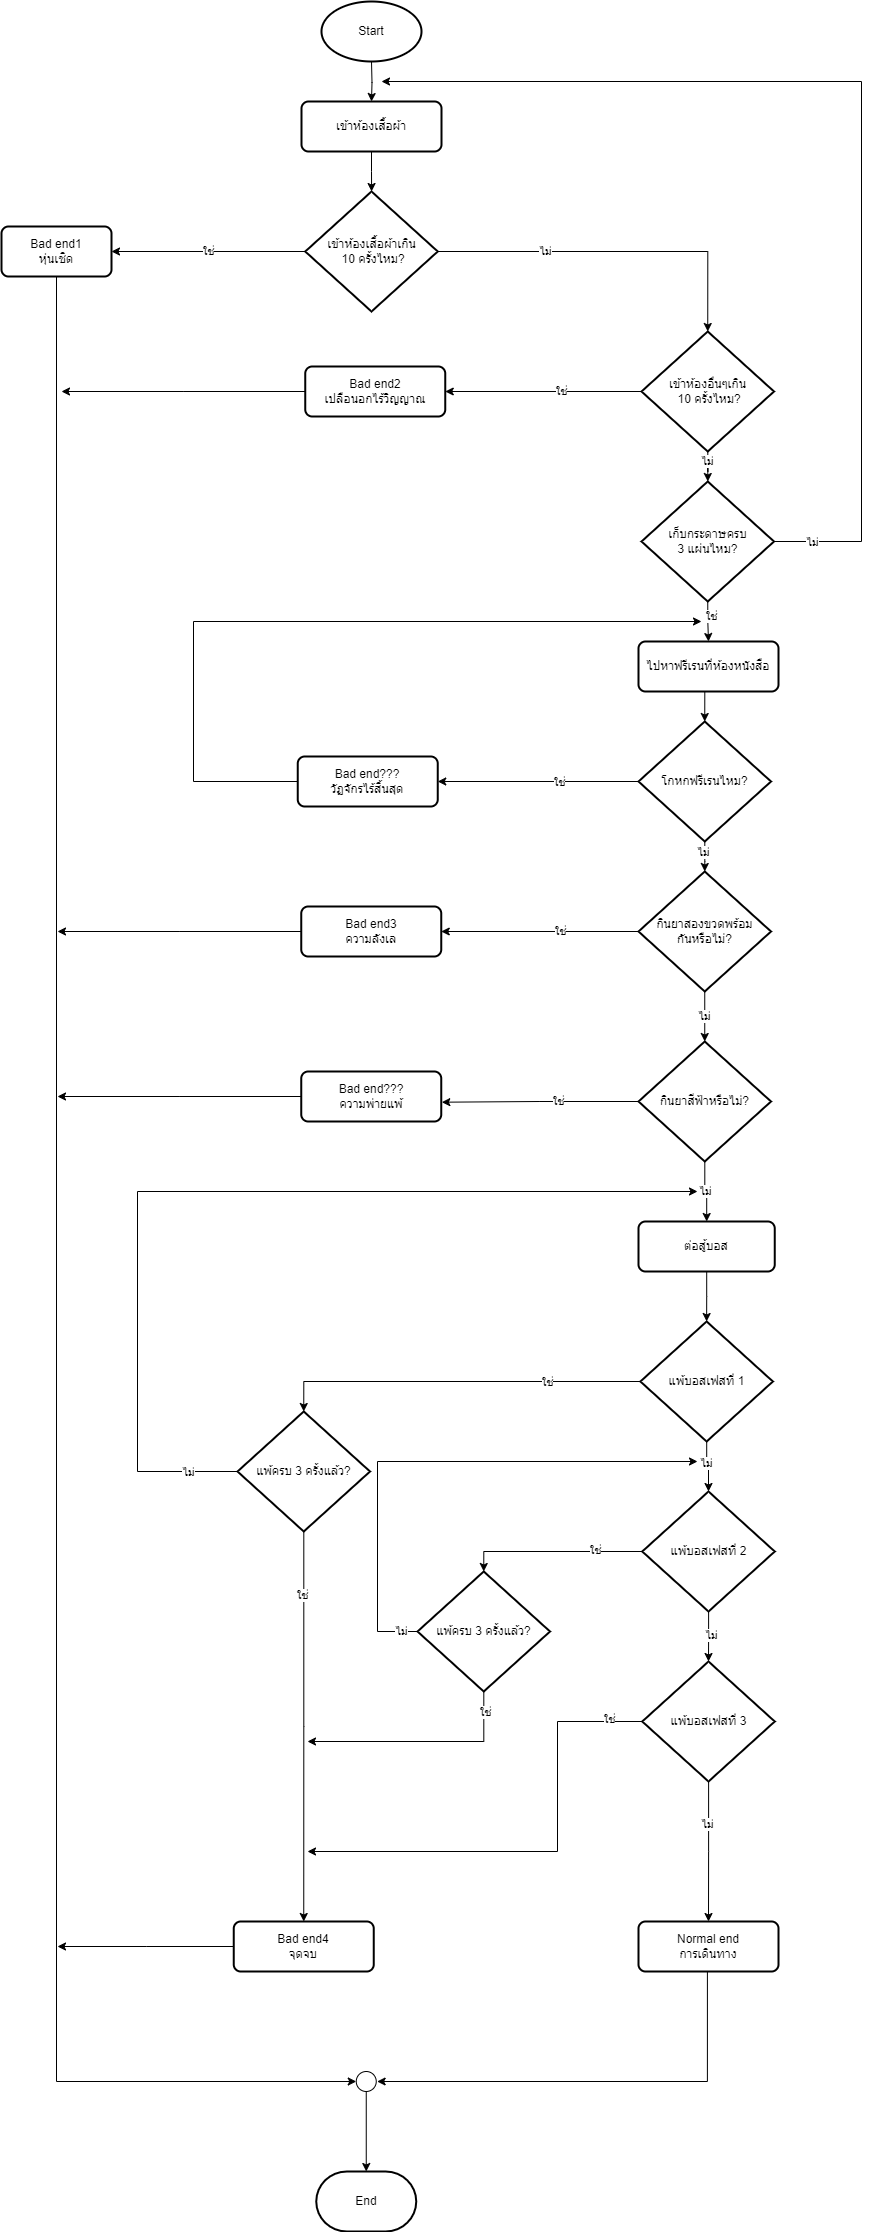 Start
เข้าห้องเสื้อผ้า
เข้าห้องเสื้อผ้าเกิน
10 ครั้งไหม?
ใช่
ไม่
Bad end1
หุ่นเชิด
เข้าห้องอื่นๆเกิน
10 ครั้งไหม?
ใช่
Bad end2
เปลือนอกไร้วิญญาณ
ไม่
เก็บกระดาษครบ
3 แผ่นไหม?
ไม่
ใช่
ไปหาฟรีเรนที่ห้องหนังสือ
โกหกฟรีเรนไหม?
ใช่
Bad end???
วัฏจักรไร้สิ้นสุด
ไม่
กินยาสองขวดพร้อม
กันหรือไม่?
ใช่
Bad end3
ความลังเล
ไม่
กินยาสีฟ้าหรือไม่?
ใช่
Bad end???
ความพ่ายแพ้
ไม่
ต่อสู้บอส
แพ้บอสเฟสที่ 1
ใช่
แพ้ครบ 3 ครั้งแล้ว?
ไม่
ไม่
แพ้บอสเฟสที่ 2
ใช่
แพ้ครบ 3 ครั้งแล้ว?
ไม่
ใช่
ไม่
ใช่
แพ้บอสเฟสที่ 3
ใช่
ไม่
Bad end4
จุดจบ
Normal end
การเดินทาง
End